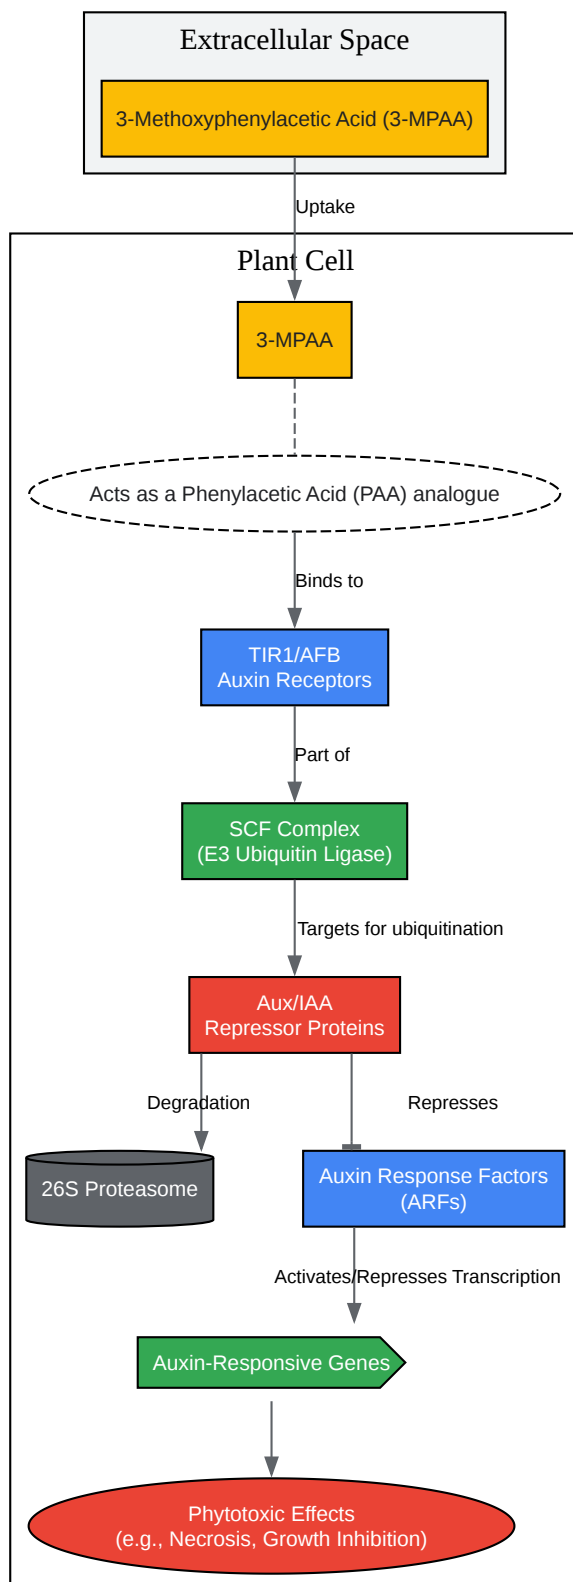 Extracellular Space
3-Methoxyphenylacetic Acid (3-MPAA)
Uptake
Plant Cell
3-MPAA
Acts as a Phenylacetic Acid (PAA) analogue
Binds to
TIR1/AFB
Auxin Receptors
Part of
SCF Complex
(E3 Ubiquitin Ligase)
Targets for ubiquitination
Aux/IAA
Repressor Proteins
Degradation
Represses
26S Proteasome
Auxin Response Factors
(ARFs)
Activates/Represses Transcription
Auxin-Responsive Genes
Phytotoxic Effects
(e.g., Necrosis, Growth Inhibition)